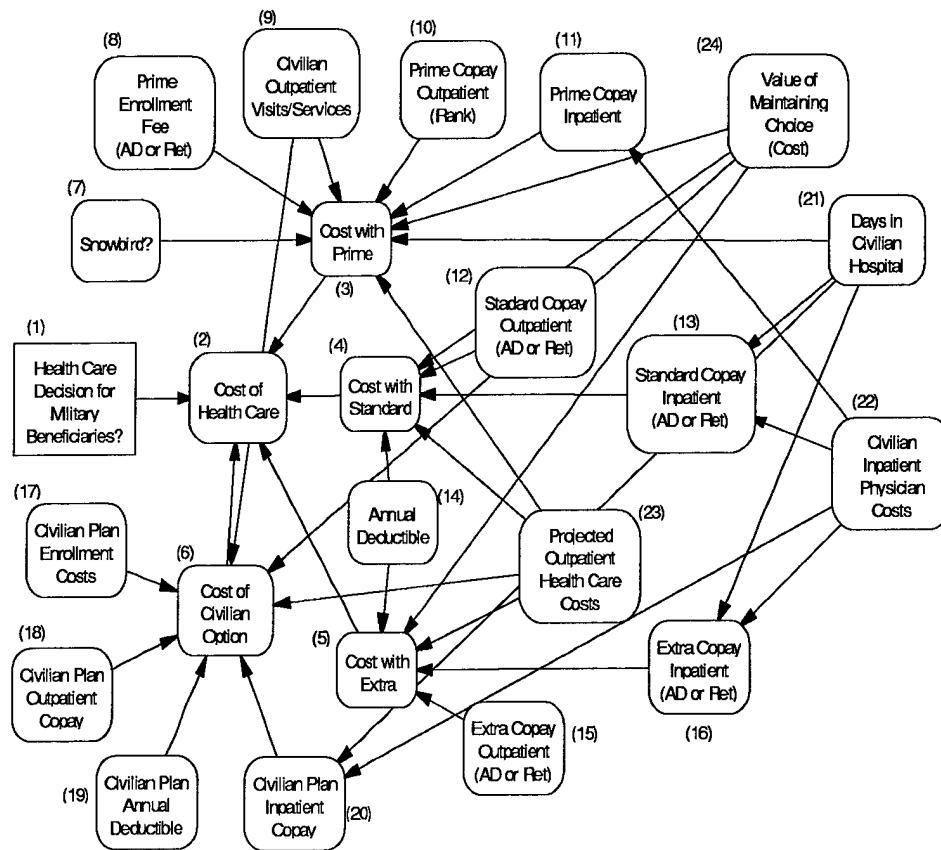 (8)
Prime
Enrollment
Fee
(AD or Ret)
(9)
Civilian
Outpatient
Visits/Services
(10)
Prime Copay
Outpatient
(Rank)
(11)
Prime Copay
Inpatient
(24)
Value of
Maintaining
Choice
(Cost)
(7)
Snowbird?
Cost with
Prime
(3)
(21)
Days in
Civilian
Hospital
(12)
Stadard Copay
Outpatient
(AD or Ret)
(1)
Health Care
Decision for
Military
Beneficiaries?
(2)
Cost of
Health Care
(4)
Cost with
Standard
(13)
Standard Copay
Inpatient
(AD or Ret)
(22)
Civilian
Inpatient
Physician
Costs
(17)
Civilian Plan
Enrollment
Costs
(6)
Cost of
Civilian
Option
(14)
Annual
Deductible
(23)
Projected
Outpatient
Health Care
Costs
(18)
Civilian Plan
Outpatient
Copay
(5)
Cost with
Extra
Extra Copay
Inpatient
(AD or Ret)
(16)
(19)
Civilian Plan
Annual
Deductible
Civilian Plan
Inpatient
Copay
(20)
Extra Copay
Outpatient
(AD or Ret)
(15)